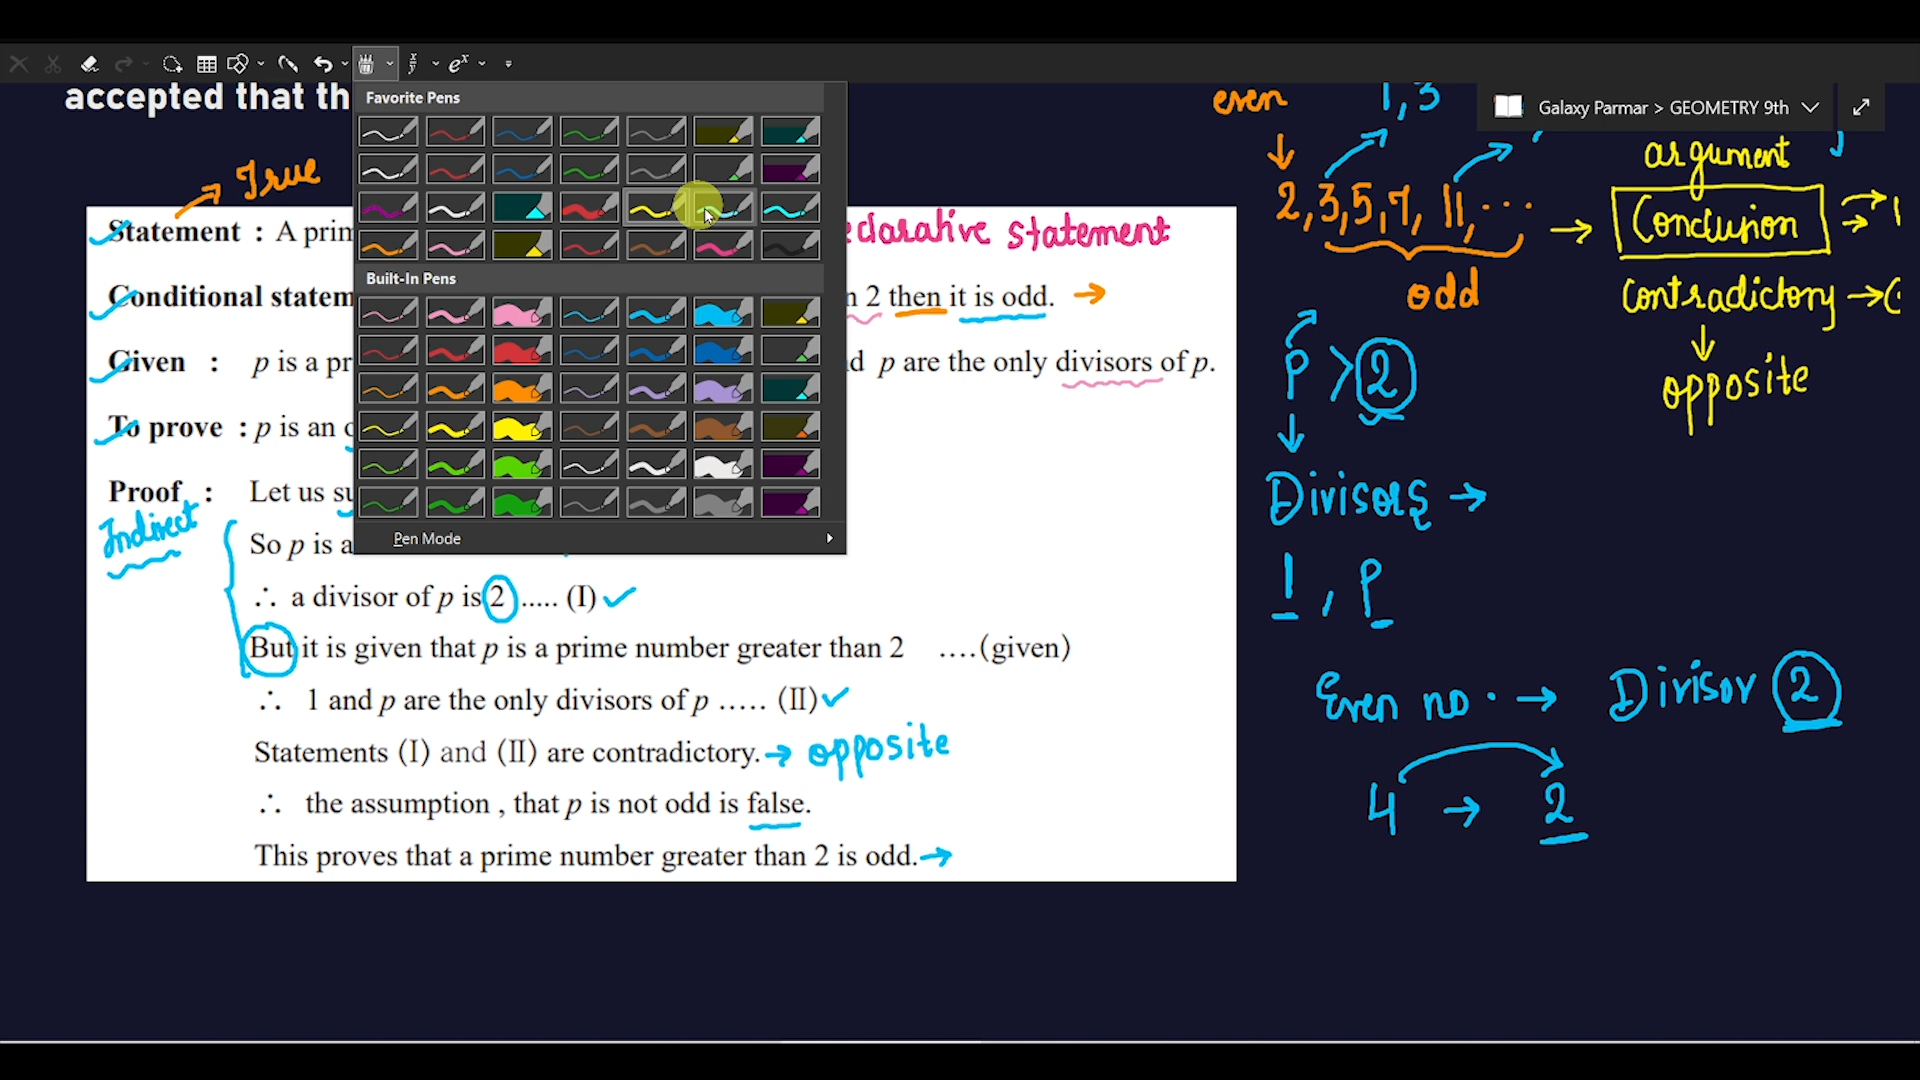 accepted that th
Favorite Pens
Built-In Pens
Pen Mode
Galaxy Parmar > GEOMETRY 9th
True
Statement : A prim
eclarative statement
Conditional statem
n 2 then it is odd. →
Given : p is a pr
d p are the only divisors of p.
To prove : p is an
Proof : Let us su
Indirect
So p is a
∴ a divisor of p is 2 ..... (I)
But it is given that p is a prime number greater than 2 ....(given)
∴ 1 and p are the only divisors of p ..... (II)
Statements (I) and (II) are contradictory. → opposite
∴ the assumption , that p is not odd is false.
This proves that a prime number greater than 2 is odd. →
even
1, 3
2, 3, 5, 7, 11, ... →
odd
argument
Conclusion
contradictory →
opposite
p > 2
Divisors →
1 , p
Even no. → Divisor 2
4 → 2